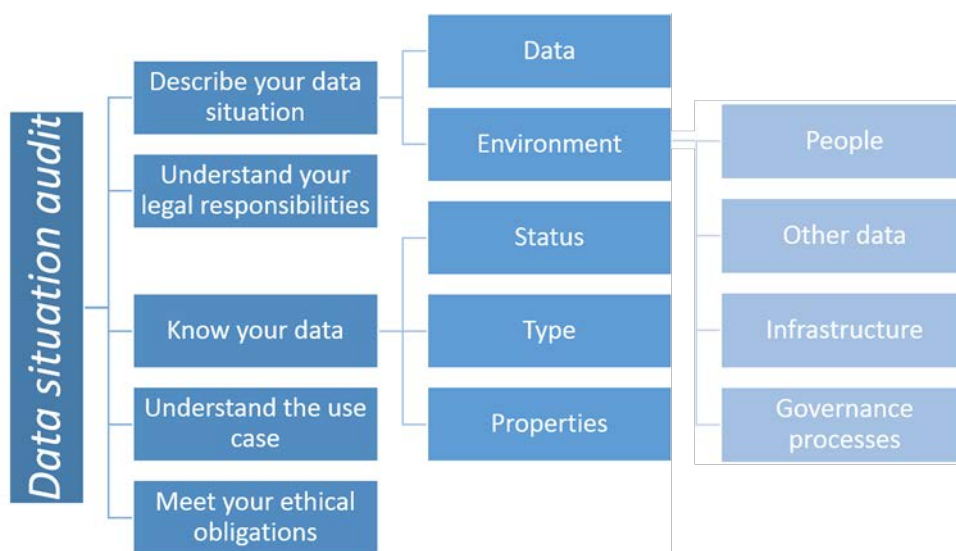 Data situation audit
Describe your data
situation
Understand your
legal responsibilities
Know your data
Understand the use
case
Meet your ethical
obligations
Data
Environment
Status
Type
Properties
People
Other data
Infrastructure
Governance
processes